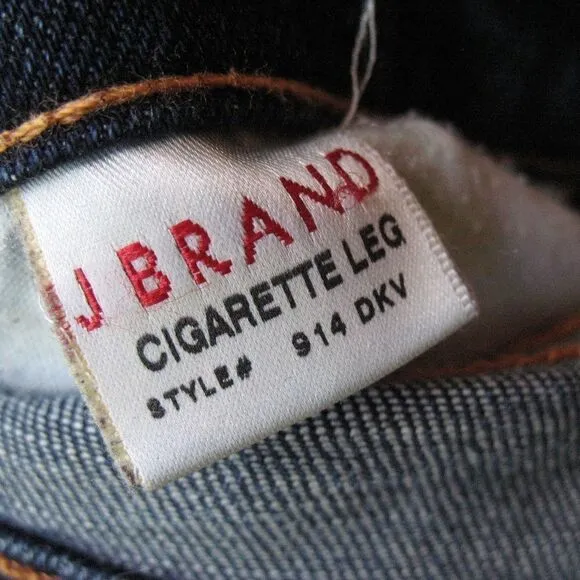 J BRAND
CIGARETTE LEG
STYLE# 914 DKV